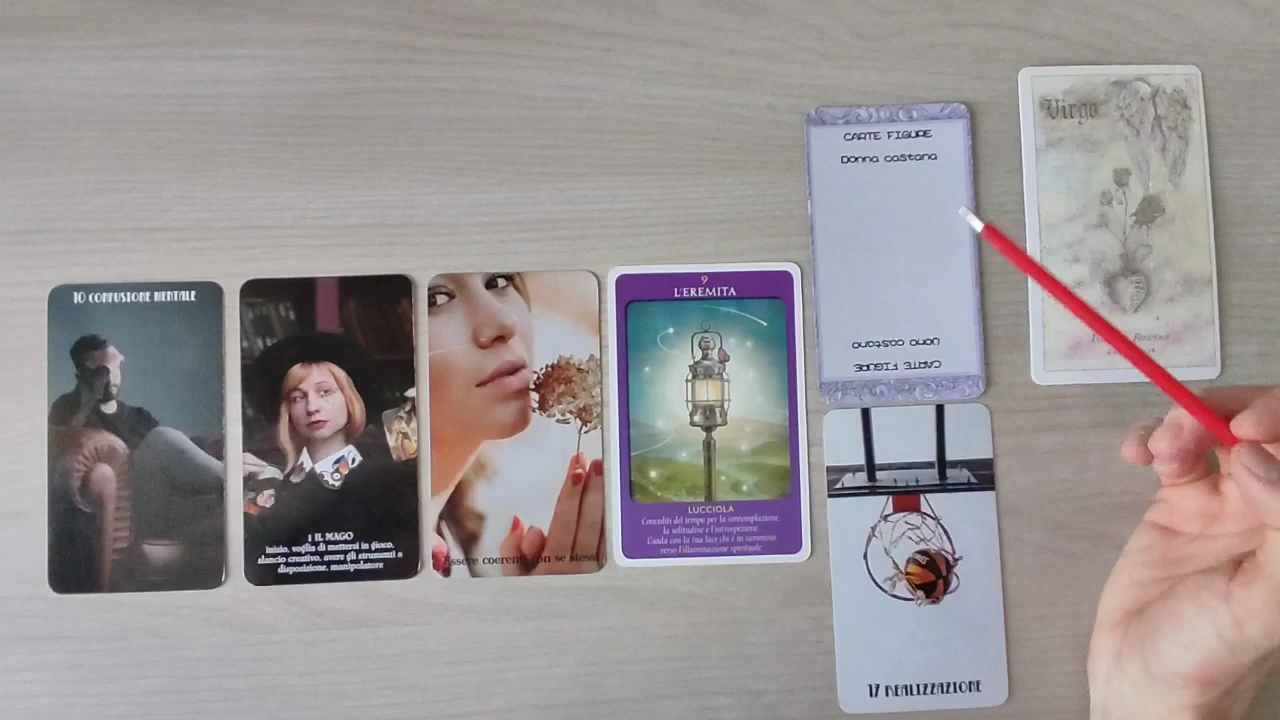 10 CONFUSIONE MENTALE
1 IL MAGO
Inizio, voglia di mettersi in gioco,
slancio creativo, avere gli strumenti a
disposizione, manipolatore
Essere coerenti con se stessi
9
L'EREMITA
LUCCIOLA
Concediti del tempo per la contemplazione,
la solitudine e l'introspezione.
Guida con la tua luce chi è in cammino
verso l'illuminazione spirituale.
CARTE FIGURE
Donna castana
Uomo castano
CARTE FIGURE
17 REALIZZAZIONE
Virgo